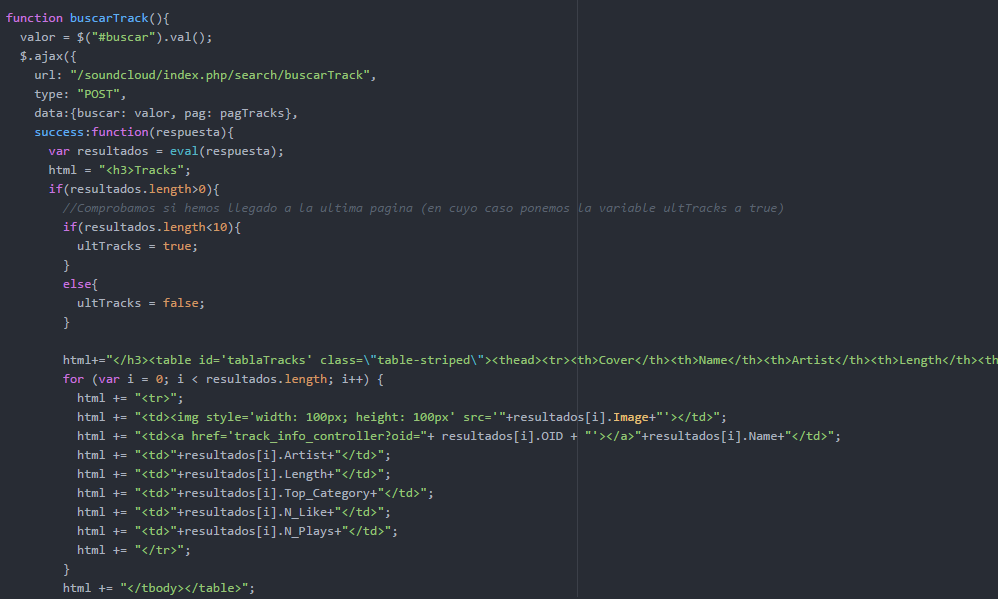 function buscarTrack(){
valor = $("#buscar").val();
$.ajax({
url: "/soundcloud/index.php/search/buscarTrack",
type: "POST",
data:{buscar: valor, pag: pagTracks},
success:function(respuesta){
var resultados = eval(respuesta);
html = "<h3>Tracks";
if(resultados.length>0){
//Comprobamos si hemos llegado a la ultima pagina (en cuyo caso ponemos la variable ultTracks a true)
if(resultados.length<10){
ultTracks = true;
}
else{
ultTracks = false;
}
html+="</h3><table id='tablaTracks' class=\"table-striped\"><thead><tr><th>Cover</th><th>Name</th><th>Artist</th><th>Length</th><th
for (var i = 0; i < resultados.length; i++) {
html += "<tr>";
html += "<td><img style='width: 100px; height: 100px' src='"+resultados[i].Image+"'></td>";
html += "<td><a href='track_info_controller?oid="+ resultados[i].OID + "'></a>"+resultados[i].Name+"</td>";
html += "<td>"+resultados[i].Artist+"</td>";
html += "<td>"+resultados[i].Length+"</td>";
html += "<td>"+resultados[i].Top_Category+"</td>";
html += "<td>"+resultados[i].N_Like+"</td>";
html += "<td>"+resultados[i].N_Plays+"</td>";
html += "</tr>";
}
html += "</tbody></table>";